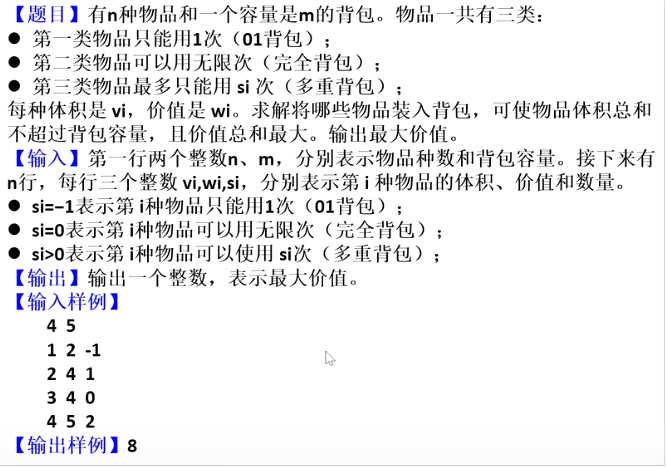 【题目】有n种物品和一个容量是m的背包。物品一共有三类：
● 第一类物品只能用1次（01背包）；
● 第二类物品可以用无限次（完全背包）；
● 第三类物品最多只能用 si 次（多重背包）；
每种体积是 vi，价值是 wi。求解将哪些物品装入背包，可使物品体积总和
不超过背包容量，且价值总和最大。输出最大价值。
【输入】第一行两个整数n、m，分别表示物品种数和背包容量。接下来有
n行，每行三个整数 vi,wi,si，分别表示第 i 种物品的体积、价值和数量。
● si=−1表示第 i种物品只能用1次（01背包）；
● si=0表示第 i种物品可以用无限次（完全背包）；
● si>0表示第 i种物品可以使用 si次（多重背包）；
【输出】输出一个整数，表示最大价值。
【输入样例】
4 5
1 2 -1
2 4 1
3 4 0
4 5 2
【输出样例】8